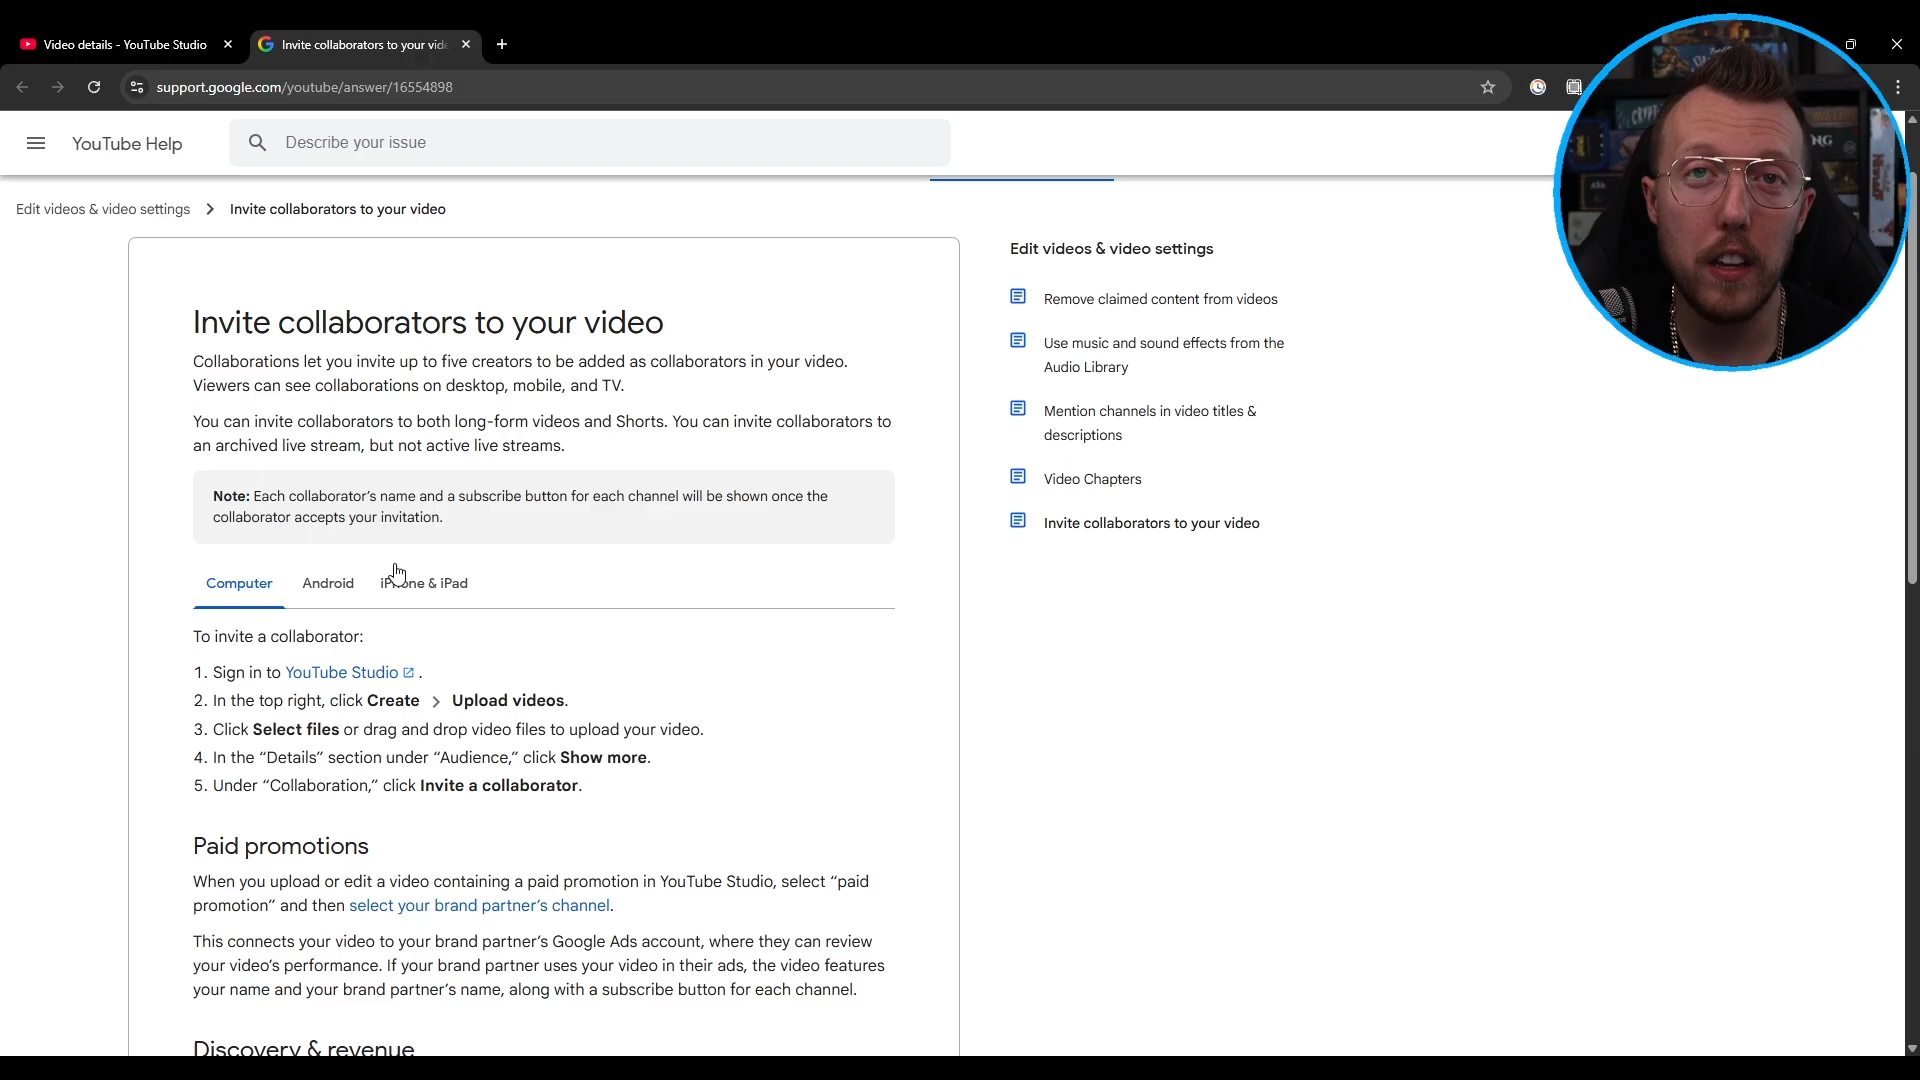 Video details - YouTube Studio
Invite collaborators to your vid
support.google.com/youtube/answer/16554898
YouTube Help
Describe your issue
Edit videos & video settings
Invite collaborators to your video
Invite collaborators to your video
Collaborations let you invite up to five creators to be added as collaborators in your video.
Viewers can see collaborations on desktop, mobile, and TV.
You can invite collaborators to both long-form videos and Shorts. You can invite collaborators to
an archived live stream, but not active live streams.
Note: Each collaborator's name and a subscribe button for each channel will be shown once the
collaborator accepts your invitation.
Computer Android iPhone & iPad
To invite a collaborator:
1. Sign in to YouTube Studio .
2. In the top right, click Create > Upload videos.
3. Click Select files or drag and drop video files to upload your video.
4. In the “Details” section under “Audience,” click Show more.
5. Under “Collaboration,” click Invite a collaborator.
Paid promotions
When you upload or edit a video containing a paid promotion in YouTube Studio, select “paid
promotion” and then select your brand partner's channel.
This connects your video to your brand partner's Google Ads account, where they can review
your video's performance. If your brand partner uses your video in their ads, the video features
your name and your brand partner's name, along with a subscribe button for each channel.
Discovery & revenue
Edit videos & video settings
Remove claimed content from videos
Use music and sound effects from the
Audio Library
Mention channels in video titles &
descriptions
Video Chapters
Invite collaborators to your video